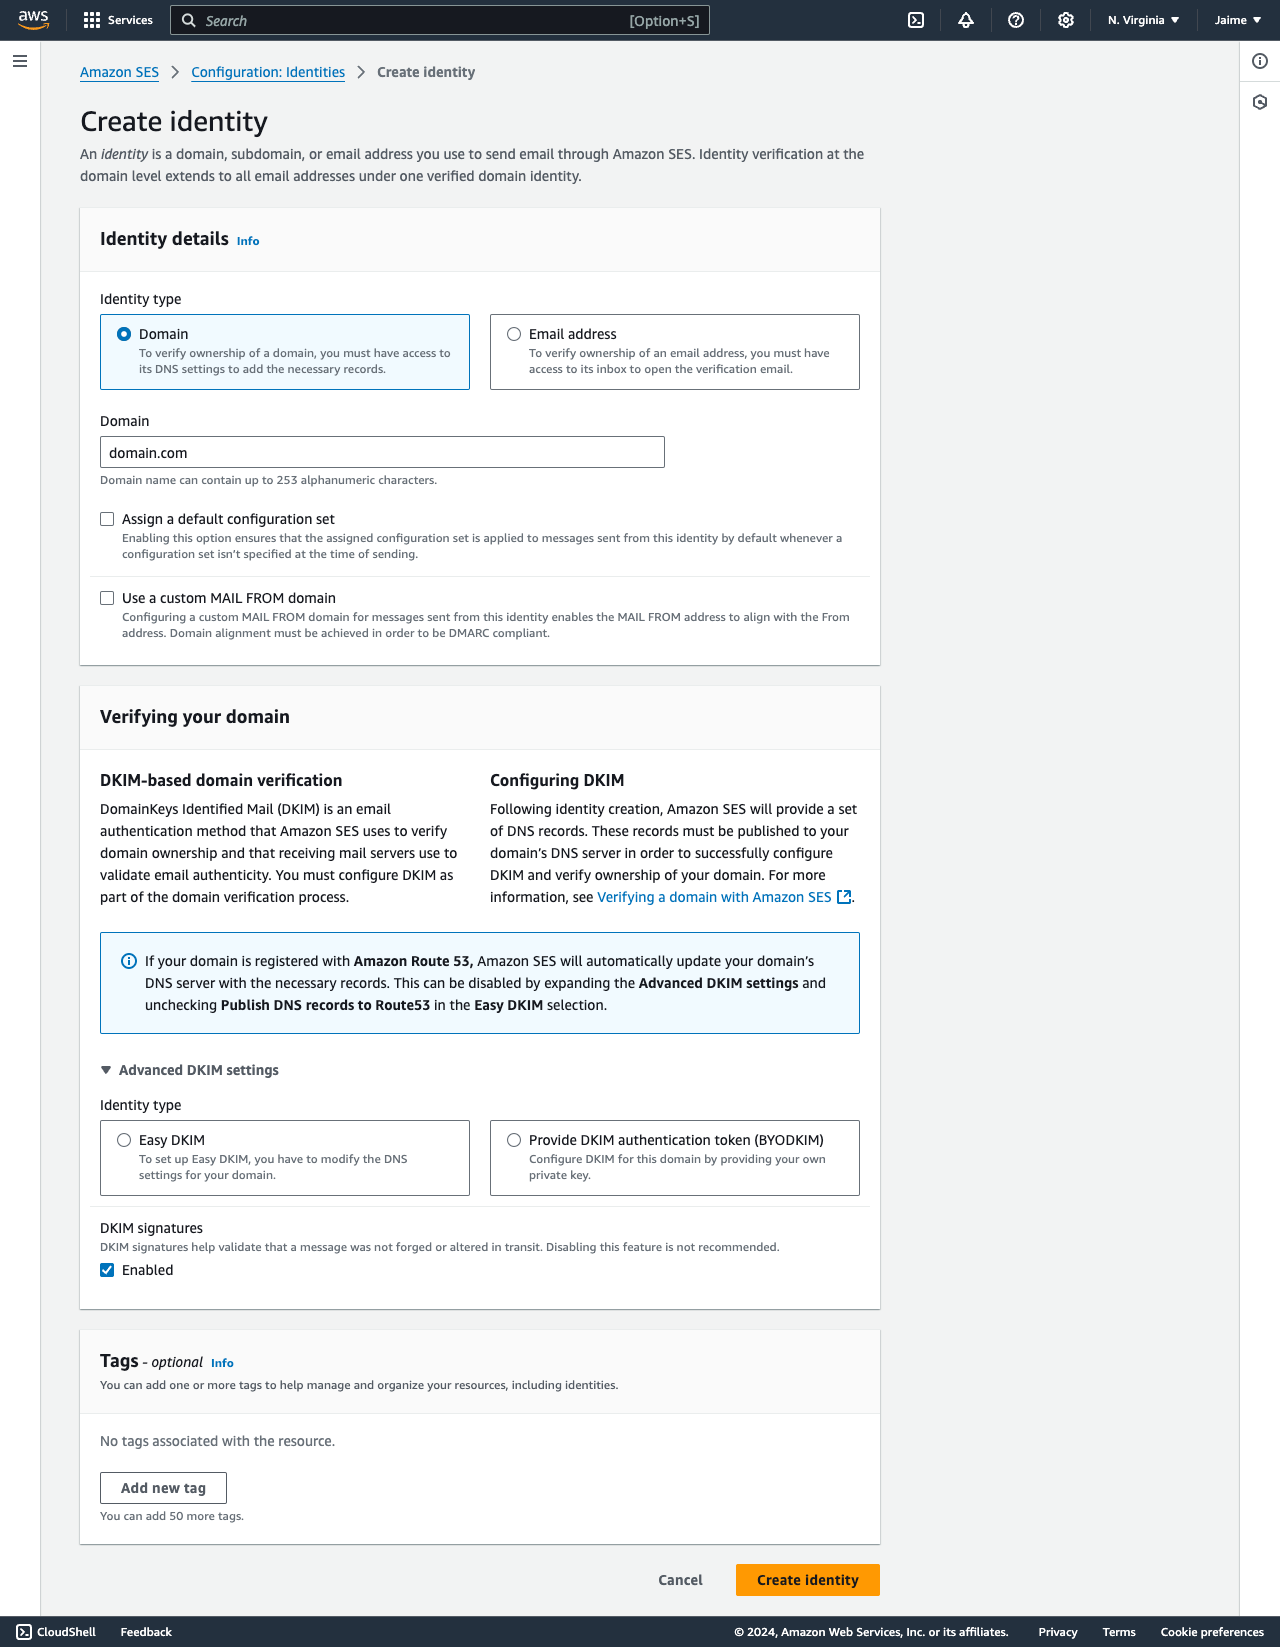 aws
Services
Search
[Option+S]
N. Virginia
Jaime
Amazon SES
Configuration: Identities
Create identity
Create identity
An identity is a domain, subdomain, or email address you use to send email through Amazon SES. Identity verification at the
domain level extends to all email addresses under one verified domain identity.
Identity details Info
Identity type
Domain
To verify ownership of a domain, you must have access to
its DNS settings to add the necessary records.
Email address
To verify ownership of an email address, you must have
access to its inbox to open the verification email.
Domain
domain.com
Domain name can contain up to 253 alphanumeric characters.
Assign a default configuration set
Enabling this option ensures that the assigned configuration set is applied to messages sent from this identity by default whenever a
configuration set isn't specified at the time of sending.
Use a custom MAIL FROM domain
Configuring a custom MAIL FROM domain for messages sent from this identity enables the MAIL FROM address to align with the From
address. Domain alignment must be achieved in order to be DMARC compliant.
Verifying your domain
DKIM-based domain verification
DomainKeys Identified Mail (DKIM) is an email
authentication method that Amazon SES uses to verify
domain ownership and that receiving mail servers use to
validate email authenticity. You must configure DKIM as
part of the domain verification process.
Configuring DKIM
Following identity creation, Amazon SES will provide a set
of DNS records. These records must be published to your
domain's DNS server in order to successfully configure
DKIM and verify ownership of your domain. For more
information, see Verifying a domain with Amazon SES .
If your domain is registered with Amazon Route 53, Amazon SES will automatically update your domain's
DNS server with the necessary records. This can be disabled by expanding the Advanced DKIM settings and
unchecking Publish DNS records to Route53 in the Easy DKIM selection.
Advanced DKIM settings
Identity type
Easy DKIM
To set up Easy DKIM, you have to modify the DNS
settings for your domain.
Provide DKIM authentication token (BYODKIM)
Configure DKIM for this domain by providing your own
private key.
DKIM signatures
DKIM signatures help validate that a message was not forged or altered in transit. Disabling this feature is not recommended.
Enabled
Tags - optional Info
You can add one or more tags to help manage and organize your resources, including identities.
No tags associated with the resource.
Add new tag
You can add 50 more tags.
Cancel
Create identity
CloudShell
Feedback
© 2024, Amazon Web Services, Inc. or its affiliates.
Privacy
Terms
Cookie preferences